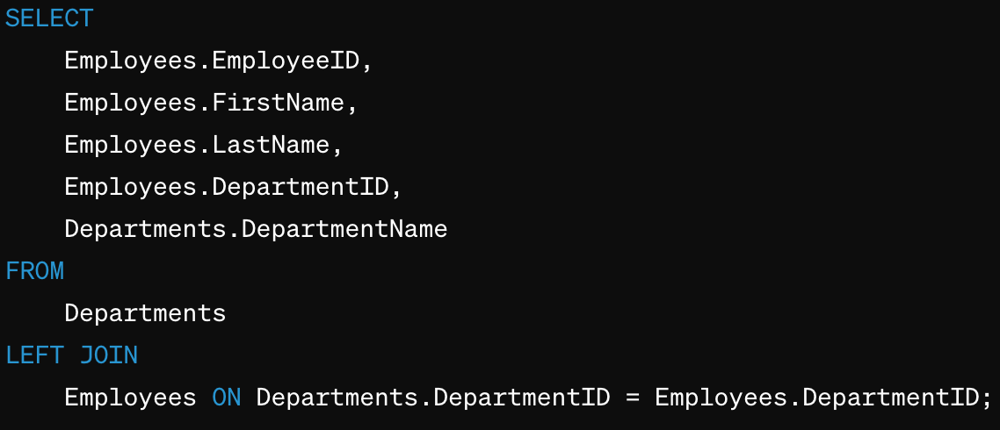 SELECT
    Employees.EmployeeID,
    Employees.FirstName,
    Employees.LastName,
    Employees.DepartmentID,
    Departments.DepartmentName
FROM
    Departments
LEFT JOIN
    Employees ON Departments.DepartmentID = Employees.DepartmentID;